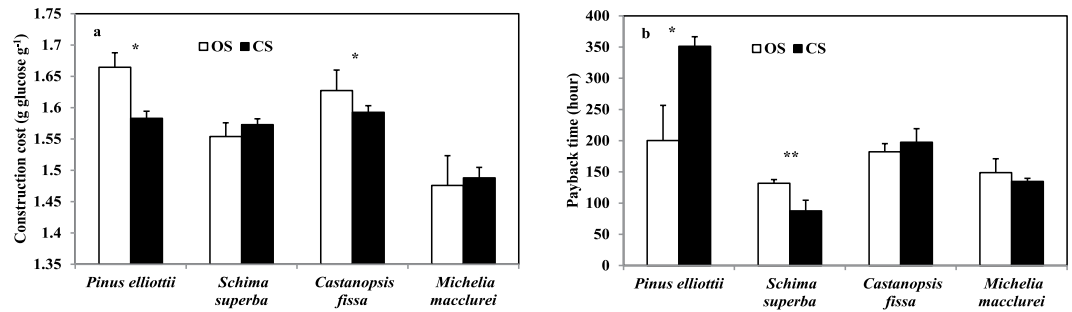 1.75
1.7
1.65
1.6
1.55
1.5
1.45
1.4
1.35
Construction cost (g glucose g-1)
a
*
OS CS
*
Pinus elliottii
Schima superba
Castanopsis fissa
Michelia macclurei
400
350
300
250
200
150
100
50
0
Payback time (hour)
b
*
OS CS
**
Pinus elliottii
Schima superba
Castanopsis fissa
Michelia macclurei